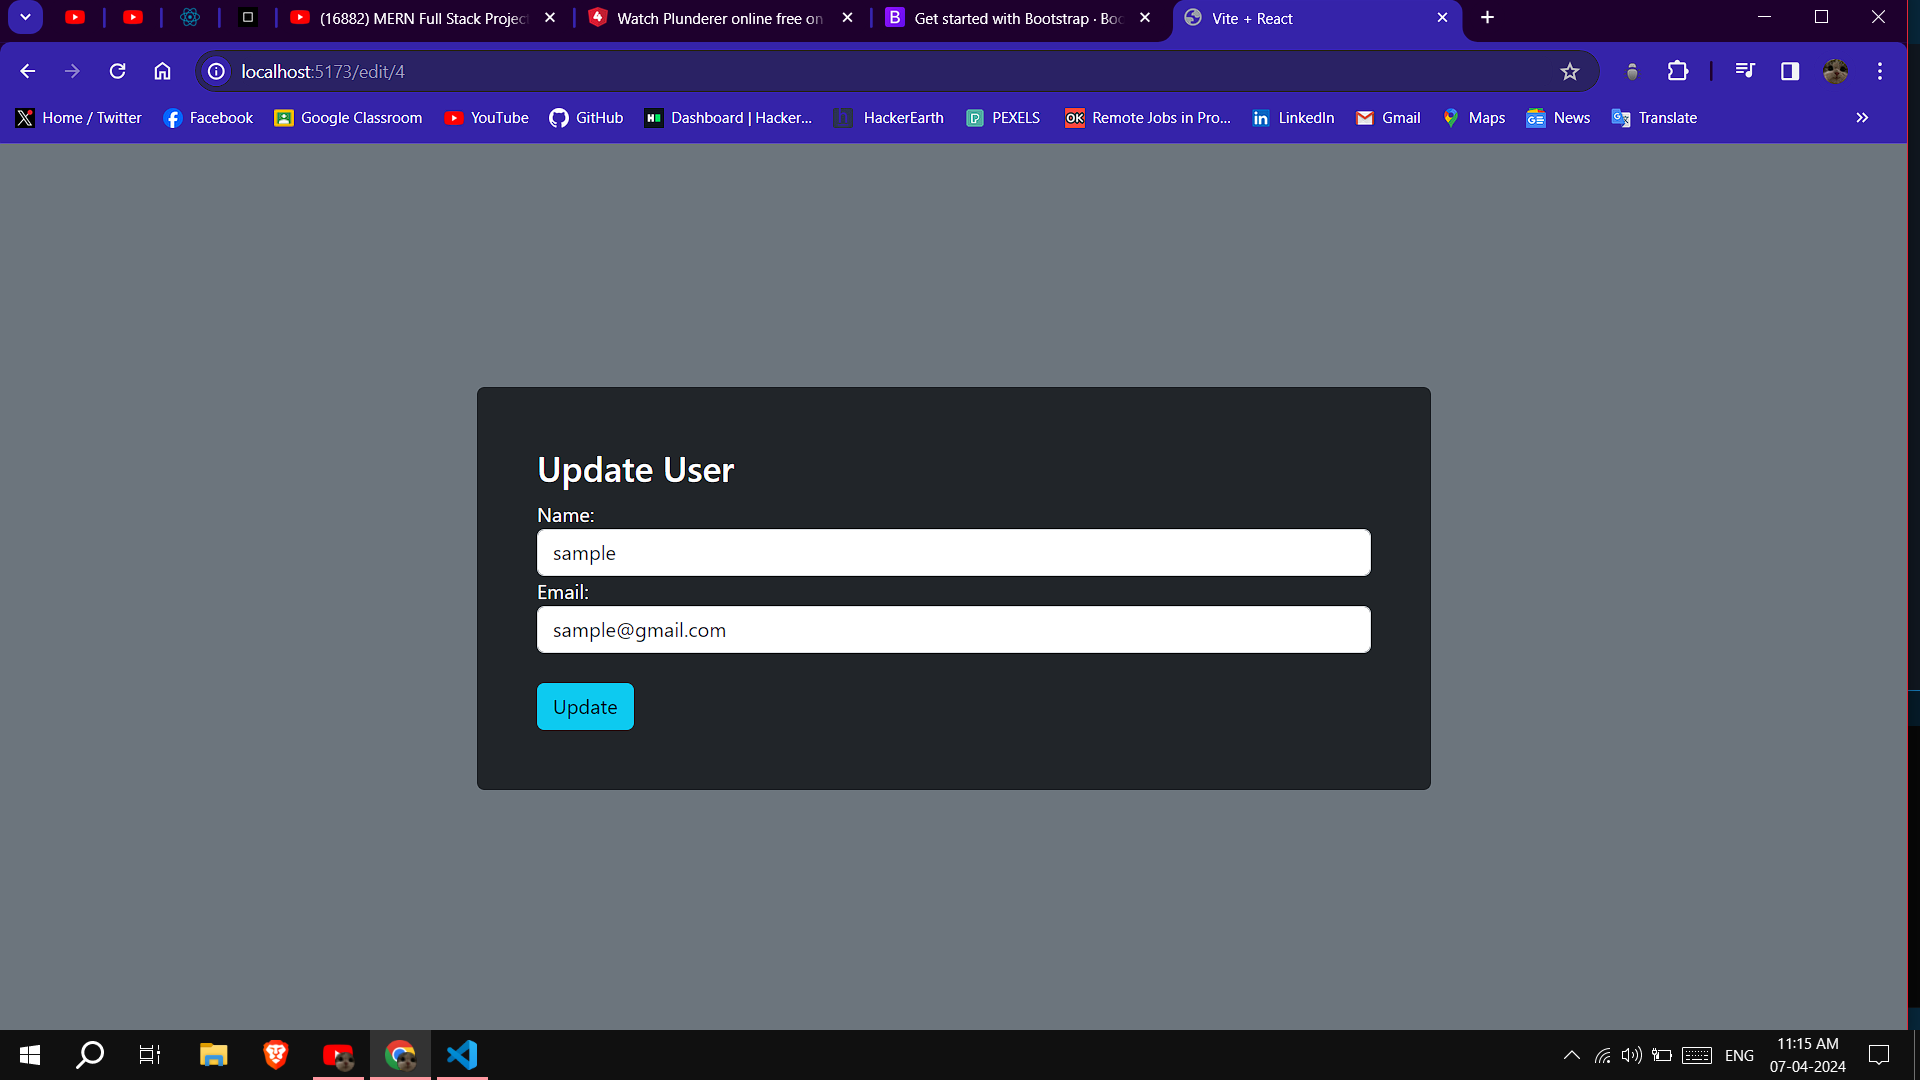 (16882) MERN Full Stack Project
Watch Plunderer online free on
Get started with Bootstrap · Boo
Vite + React
localhost:5173/edit/4
Home / Twitter
Facebook
Google Classroom
YouTube
GitHub
Dashboard | Hacker...
HackerEarth
PEXELS
Remote Jobs in Pro...
LinkedIn
Gmail
Maps
News
Translate
Update User
Name:
sample
Email:
sample@gmail.com
Update
ENG
11:15 AM
07-04-2024